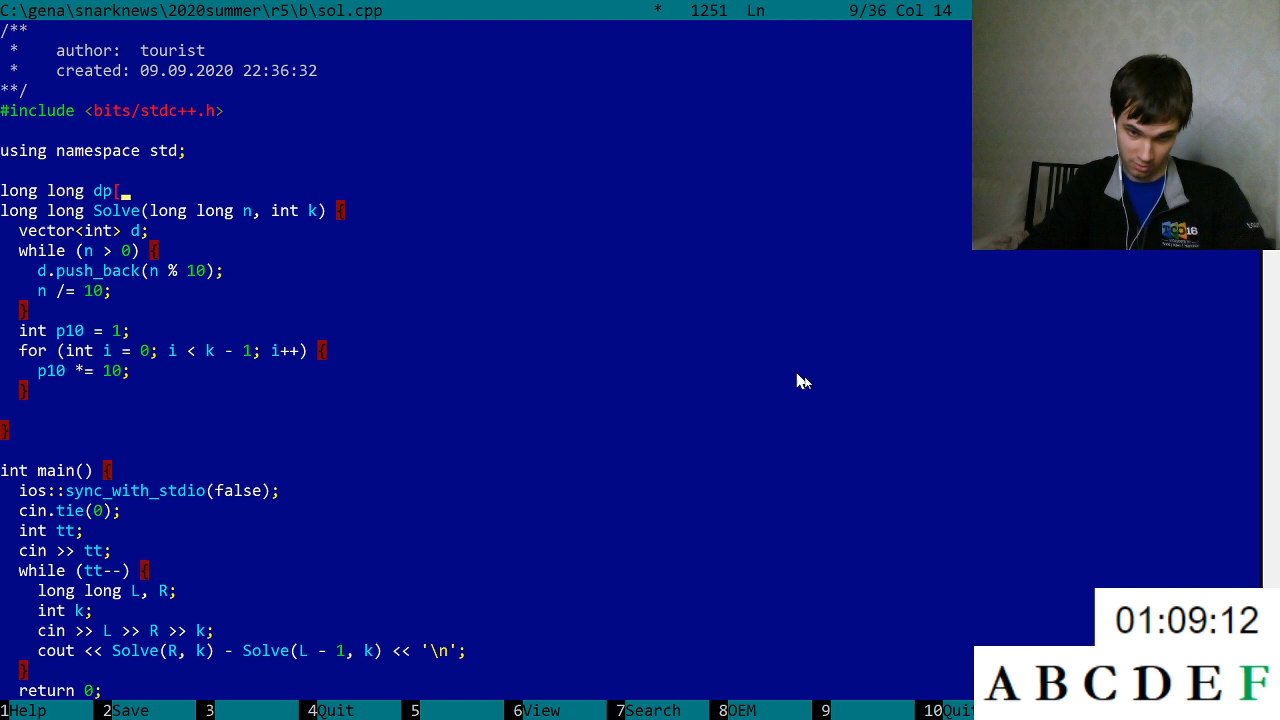 C:\gena\snarknews\2020summer\r5\b\sol.cpp * 1251 Ln 9/36 Col 14
/**
 *    author:  tourist
 *    created: 09.09.2020 22:36:32
**/
#include <bits/stdc++.h>
using namespace std;
long long dp[
long long Solve(long long n, int k) {
  vector<int> d;
  while (n > 0) {
    d.push_back(n % 10);
    n /= 10;
  }
  int p10 = 1;
  for (int i = 0; i < k - 1; i++) {
    p10 *= 10;
  }
}
int main() {
  ios::sync_with_stdio(false);
  cin.tie(0);
  int tt;
  cin >> tt;
  while (tt--) {
    long long L, R;
    int k;
    cin >> L >> R >> k;
    cout << Solve(R, k) - Solve(L - 1, k) << '\n';
  }
  return 0;
1Help 2Save 3 4Quit 5 6View 7Search 8OEM 9 10Quit
TCO18
01:09:12
A B C D E F